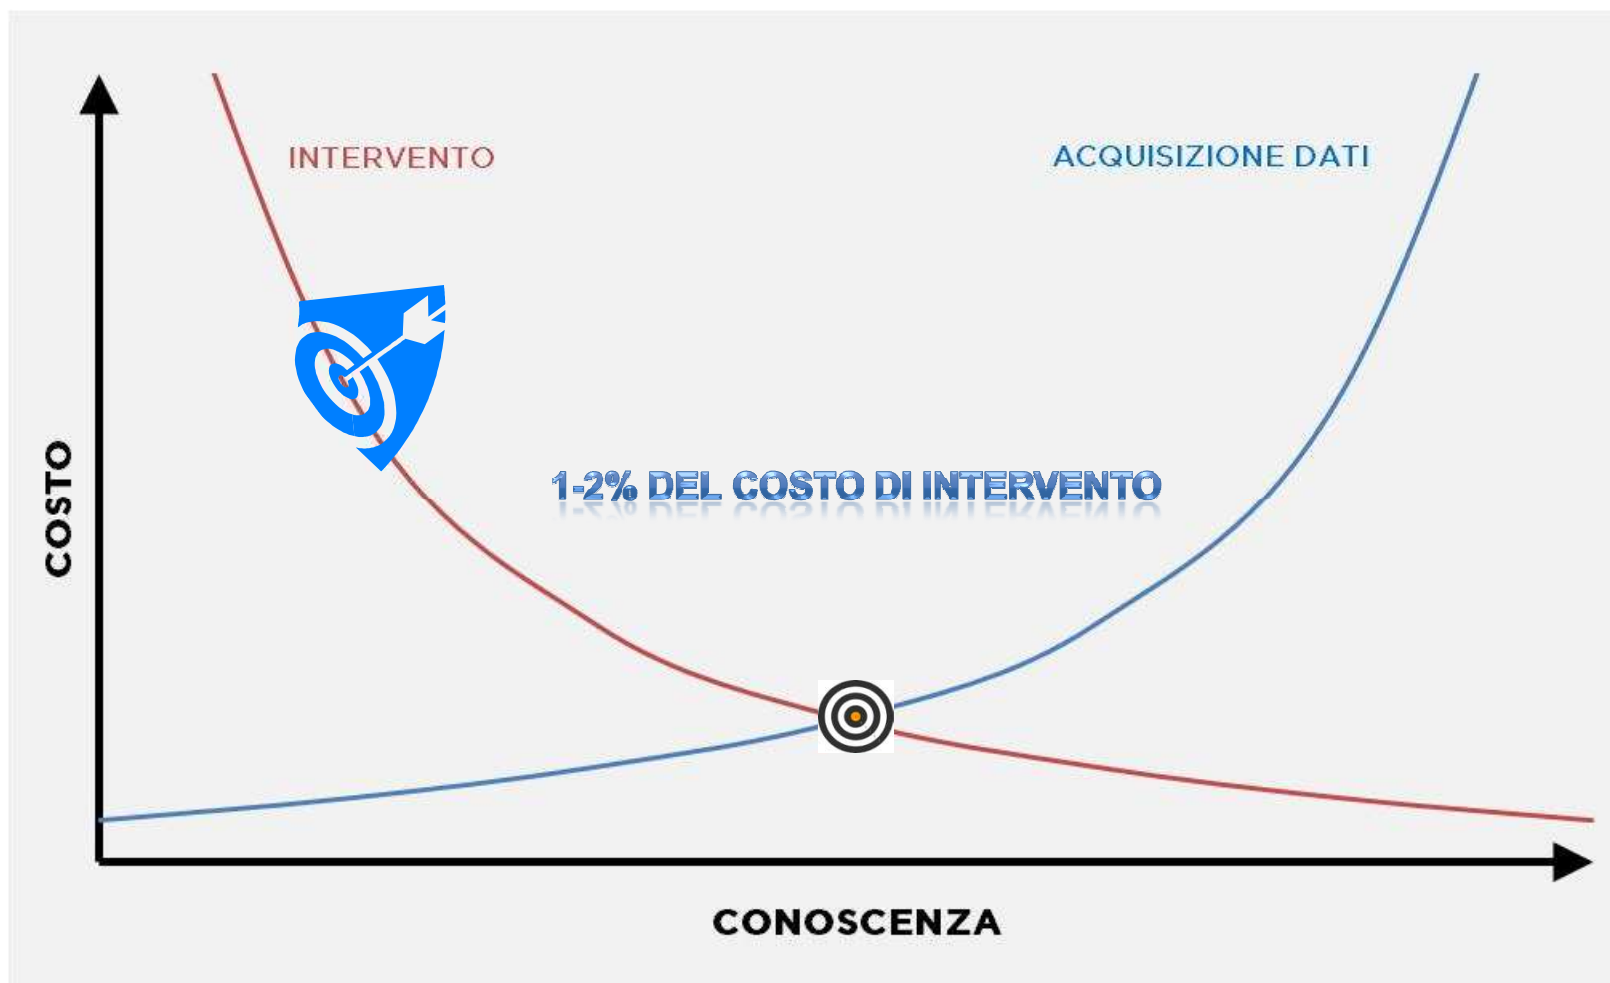 INTERVENTO
ACQUISIZIONE DATI
1-2% DEL COSTO DI INTERVENTO
COSTO
CONOSCENZA